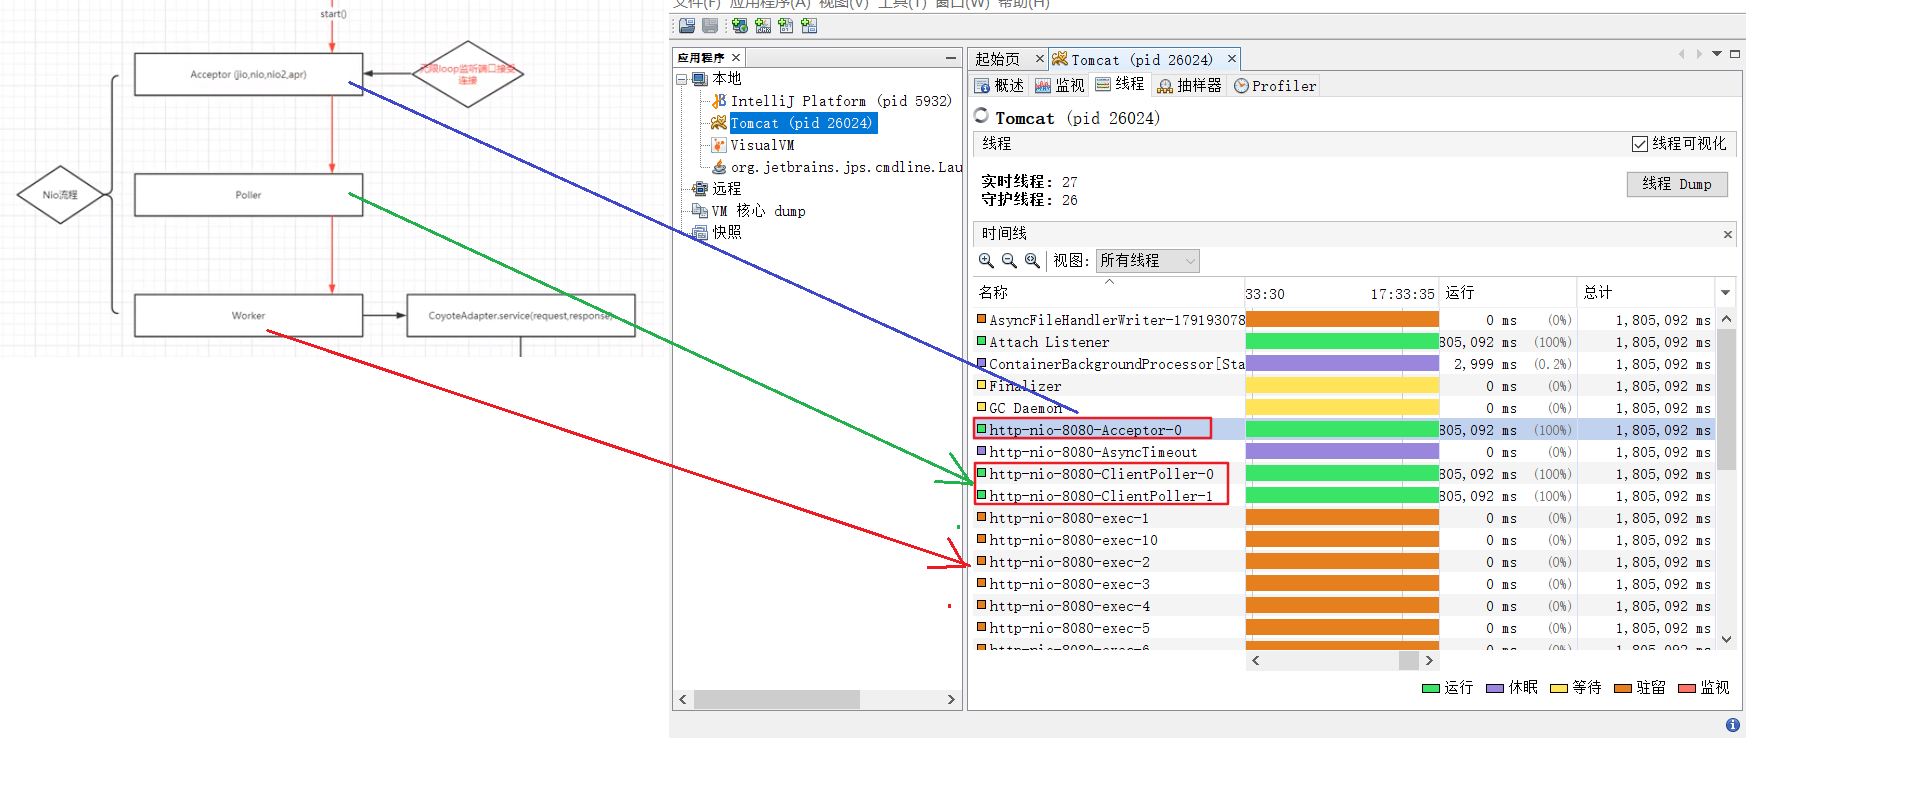 start()
Acceptor (jio,nio,nio2,apr)
无限loop监听端口接受
连接
Nio流程
Poller
Worker
CoyoteAdapter.service(request,response)
文件(F) 应用程序(A) 视图(V) 工具(T) 窗口(W) 帮助(H)
应用程序
本地
IntelliJ Platform (pid 5932)
Tomcat (pid 26024)
VisualVM
org.jetbrains.jps.cmdline.Lau
远程
VM 核心 dump
快照
起始页
Tomcat (pid 26024)
概述 监视 线程 抽样器 Profiler
Tomcat (pid 26024)
线程
线程可视化
实时线程: 27
守护线程: 26
线程 Dump
时间线
视图: 所有线程
名称 33:30 17:33:35 运行 总计
AsyncFileHandlerWriter-179193078 0 ms (0%) 1,805,092 ms
Attach Listener 805,092 ms (100%) 1,805,092 ms
ContainerBackgroundProcessor[Sta 2,999 ms (0.2%) 1,805,092 ms
Finalizer 0 ms (0%) 1,805,092 ms
GC Daemon 0 ms (0%) 1,805,092 ms
http-nio-8080-Acceptor-0 805,092 ms (100%) 1,805,092 ms
http-nio-8080-AsyncTimeout 0 ms (0%) 1,805,092 ms
http-nio-8080-ClientPoller-0 805,092 ms (100%) 1,805,092 ms
http-nio-8080-ClientPoller-1 805,092 ms (100%) 1,805,092 ms
http-nio-8080-exec-1 0 ms (0%) 1,805,092 ms
http-nio-8080-exec-10 0 ms (0%) 1,805,092 ms
http-nio-8080-exec-2 0 ms (0%) 1,805,092 ms
http-nio-8080-exec-3 0 ms (0%) 1,805,092 ms
http-nio-8080-exec-4 0 ms (0%) 1,805,092 ms
http-nio-8080-exec-5 0 ms (0%) 1,805,092 ms
http-nio-8080-exec-6 0 ms (0%) 1,805,092 ms
运行 休眠 等待 驻留 监视